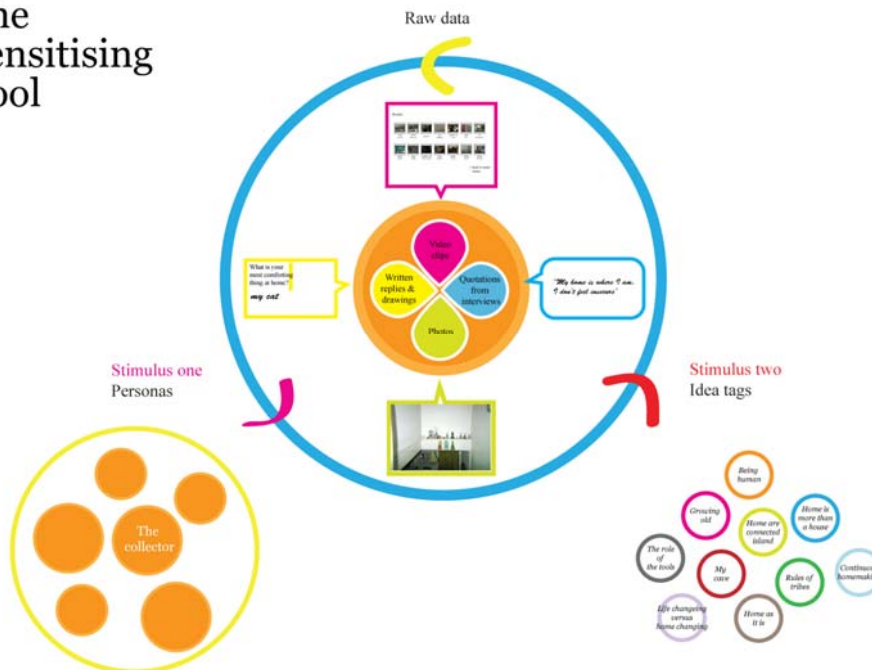 he
ensitising
ool
Raw data
Video
clips
What is your
most comforting
thing at home?
my cat
Written
replies &
drawings
Quotations
from
interviews
"My home is where I am.
I don't feel insecure"
Photos
Stimulus one
Personas
Stimulus two
Idea tags
The
collector
Being
human
Growing
old
Home are
connected
island
Home is
more than
a house
The role
of
the tools
My
cave
Rules of
tribes
Continuou
homemakin
Life changeing
versus
home changing
Home as
it is